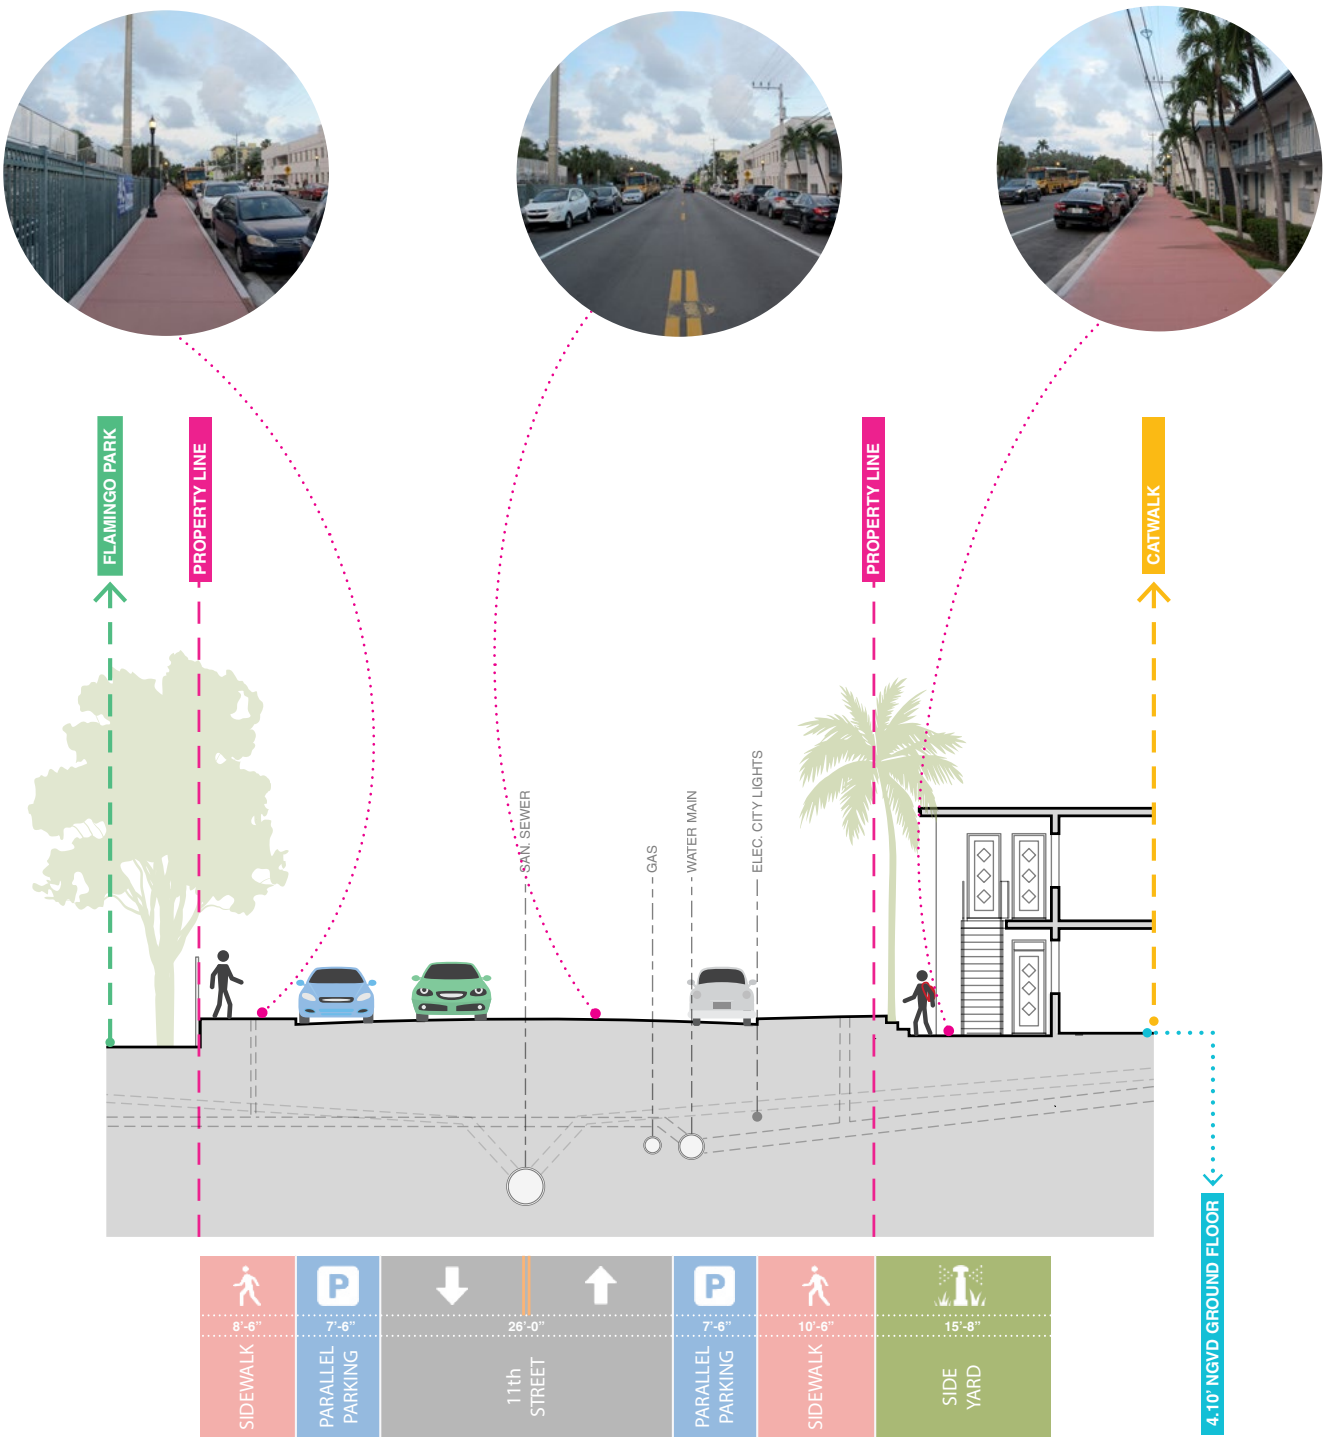 FLAMINGO PARK
PROPERTY LINE
PROPERTY LINE
CATWALK
SAN. SEWER
GAS
WATER MAIN
ELEC. CITY LIGHTS
P
P
8'-6"
7'-6"
26'-0"
7'-6"
10'-6"
15'-8"
SIDEWALK
PARALLEL
PARKING
11th
STREET
PARALLEL
PARKING
SIDEWALK
SIDE
YARD
4.10' NGVD GROUND FLOOR